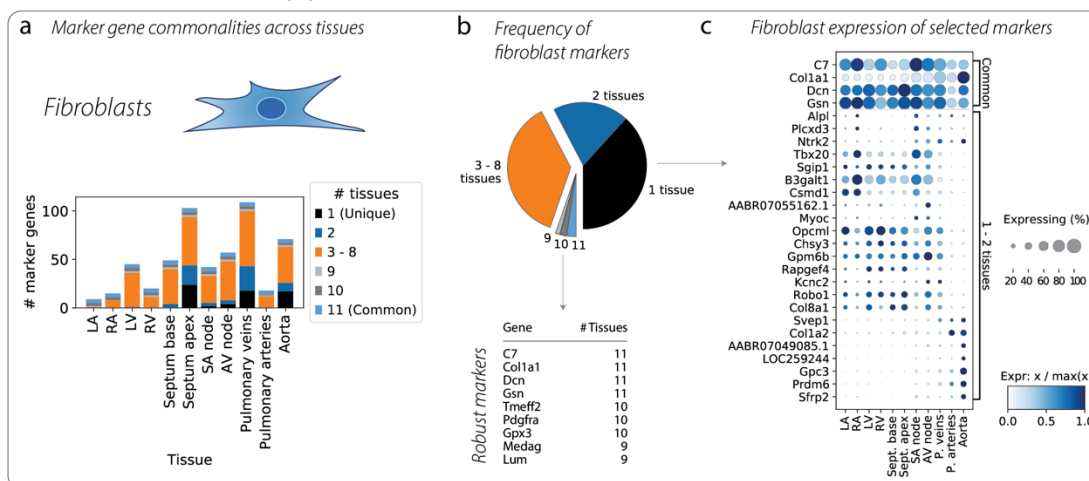 a Marker gene commonalities across tissues
Fibroblasts
# tissues
1 (Unique)
2
3 - 8
9
10
11 (Common)
# marker genes
100
50
0
LA
RA
LV
RV
Septum base
Septum apex
SA node
AV node
Pulmonary veins
Pulmonary arteries
Aorta
Tissue
b Frequency of
fibroblast markers
2 tissues
3 - 8
tissues
1 tissue
9
10
11
Robust markers
Gene # Tissues
C7 11
Col1a1 11
Dcn 11
Gsn 11
Tmeff2 10
Pdgfra 10
Gpx3 10
Medag 9
Lum 9
c Fibroblast expression of selected markers
C7
Col1a1
Dcn
Gsn
Alpl
Plcxd3
Ntrk2
Tbx20
Sgip1
B3galt1
Csmd1
AABR07055162.1
Myoc
Opcml
Chsy3
Gpm6b
Rapgef4
Kcnc2
Robo1
Col8a1
Svep1
Col1a2
AABR07049085.1
LOC259244
Gpc3
Prdm6
Sfrp2
Common
1 - 2 tissues
LA
RA
LV
RV
Sept. base
Sept. apex
SA node
AV node
P. veins
P. arteries
Aorta
Expressing (%)
20 40 60 80 100
Expr: x / max(x
0.0 0.5 1.0